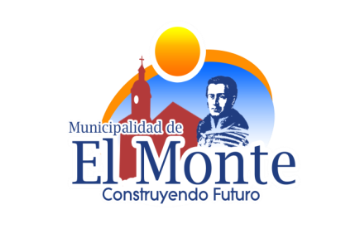 Municipalidad de
El Monte
Construyendo Futuro